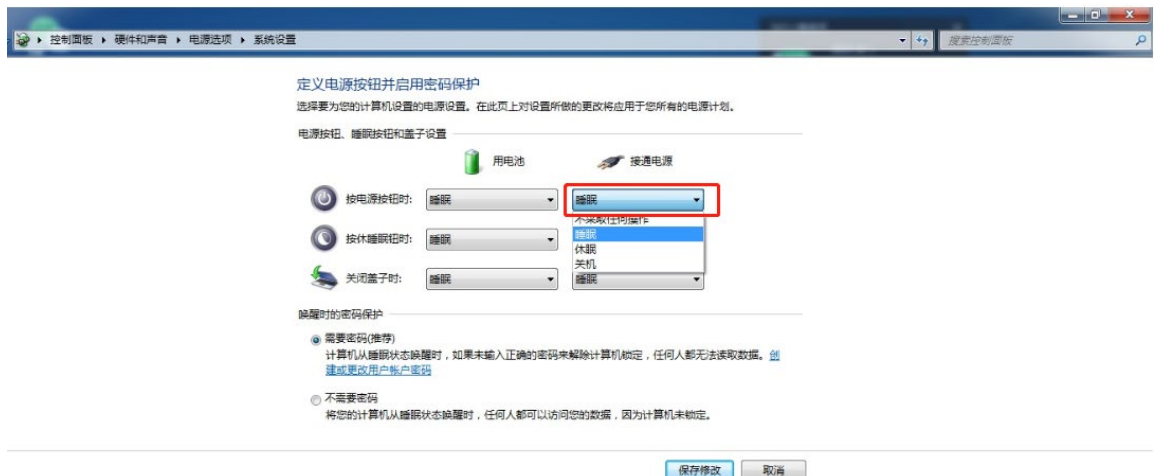 控制面板 ▸ 硬件和声音 ▸ 电源选项 ▸ 系统设置
搜索控制面板
定义电源按钮并启用密码保护
选择要为您的计算机设置的电源设置。在此页上对设置所做的更改将应用于您所有的电源计划。
电源按钮、睡眠按钮和盖子设置
用电池 接通电源
按电源按钮时: 睡眠 睡眠
不采取任何操作
按休睡眠钮时: 睡眠 睡眠
休眠
关机
关闭盖子时: 睡眠 睡眠
唤醒时的密码保护
需要密码(推荐)
计算机从睡眠状态唤醒时，如果未输入正确的密码来解除计算机锁定，任何人都无法读取数据。创
建或更改用户帐户密码
不需要密码
将您的计算机从睡眠状态唤醒时，任何人都可以访问您的数据，因为计算机未锁定。
保存修改 取消